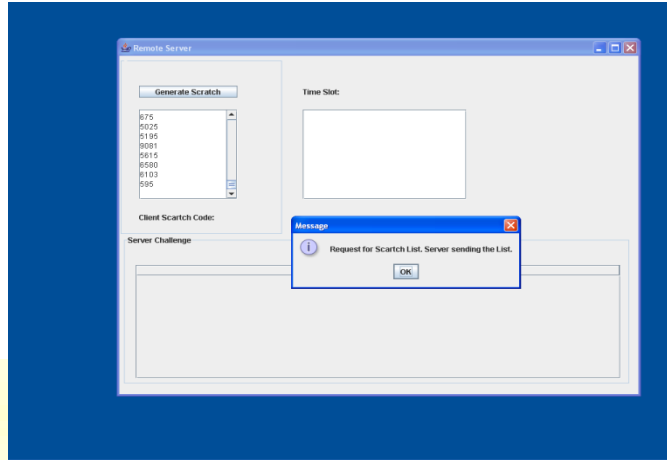 Remote Server
Generate Scratch
Time Slot:
675
5025
5195
9081
5615
6580
6103
595
Client Scartch Code:
Message
Server Challenge
Request for Scartch List. Server sending the List.
OK